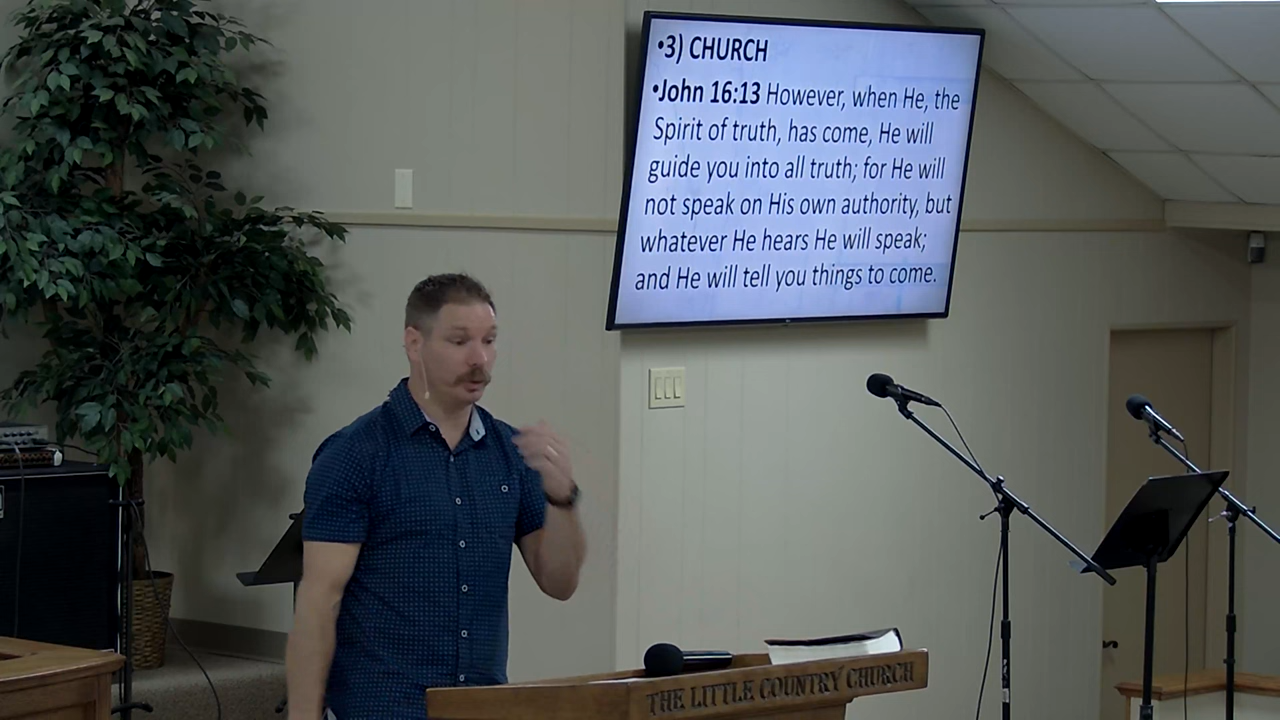 •3) CHURCH
•John 16:13 However, when He, the
Spirit of truth, has come, He will
guide you into all truth; for He will
not speak on His own authority, but
whatever He hears He will speak;
and He will tell you things to come.
THE LITTLE COUNTRY CHURCH